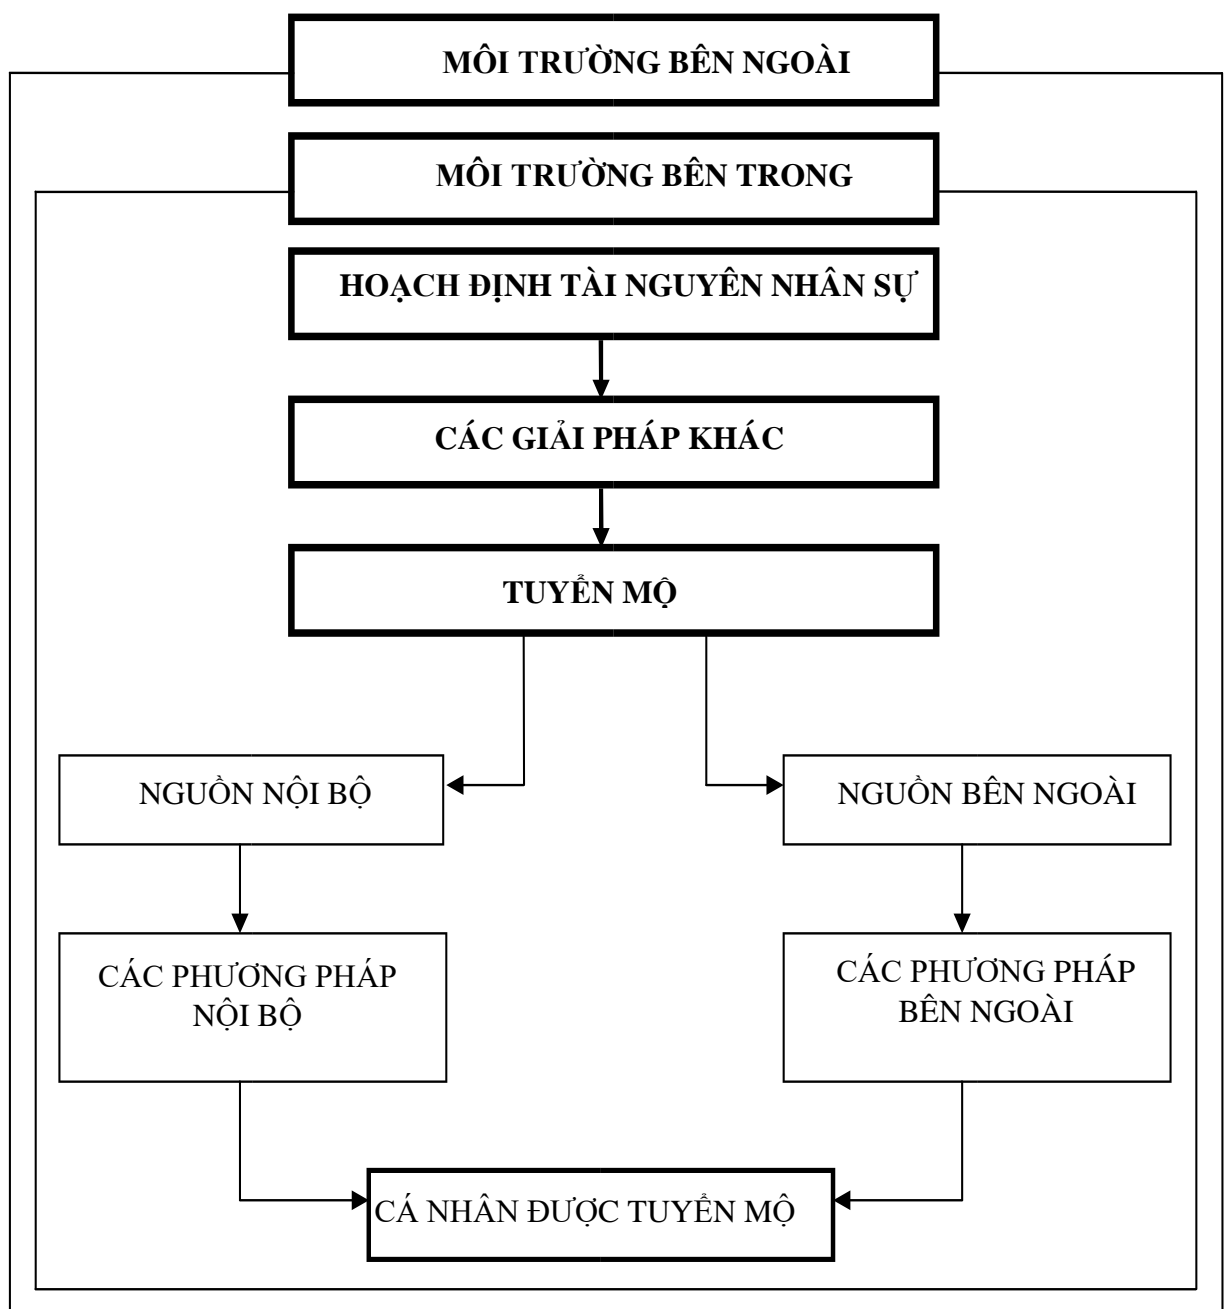 MÔI TRƯỜNG BÊN NGOÀI
MÔI TRƯỜNG BÊN TRONG
HOẠCH ĐỊNH TÀI NGUYÊN NHÂN SỰ
CÁC GIẢI PHÁP KHÁC
TUYỂN MỘ
NGUỒN NỘI BỘ
NGUỒN BÊN NGOÀI
CÁC PHƯƠNG PHÁP
NỘI BỘ
CÁC PHƯƠNG PHÁP
BÊN NGOÀI
CÁ NHÂN ĐƯỢC TUYỂN MỘ